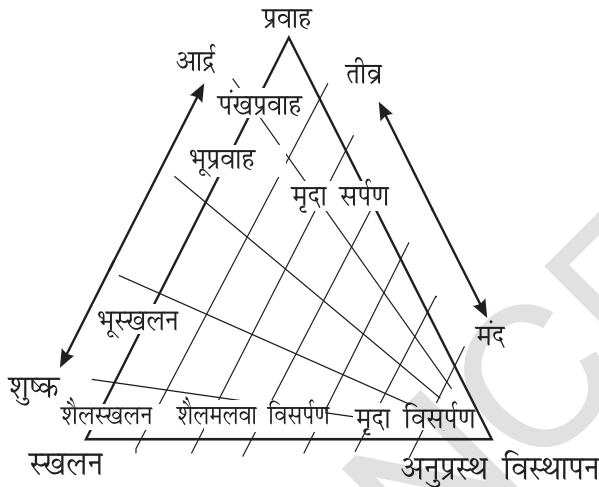 प्रवाह
आर्द्र
तीव्र
पंखप्रवाह
भूप्रवाह
मृदा सर्पण
भूस्खलन
मंद
शुष्क
शैलस्खलन शैलमलवा विसर्पण मृदा विसर्पण
स्खलन अनुप्रस्थ विस्थापन